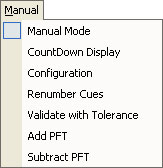 Manual
Manual Mode
CountDown Display
Configuration
Renumber Cues
Validate with Tolerance
Add PFT
Subtract PFT